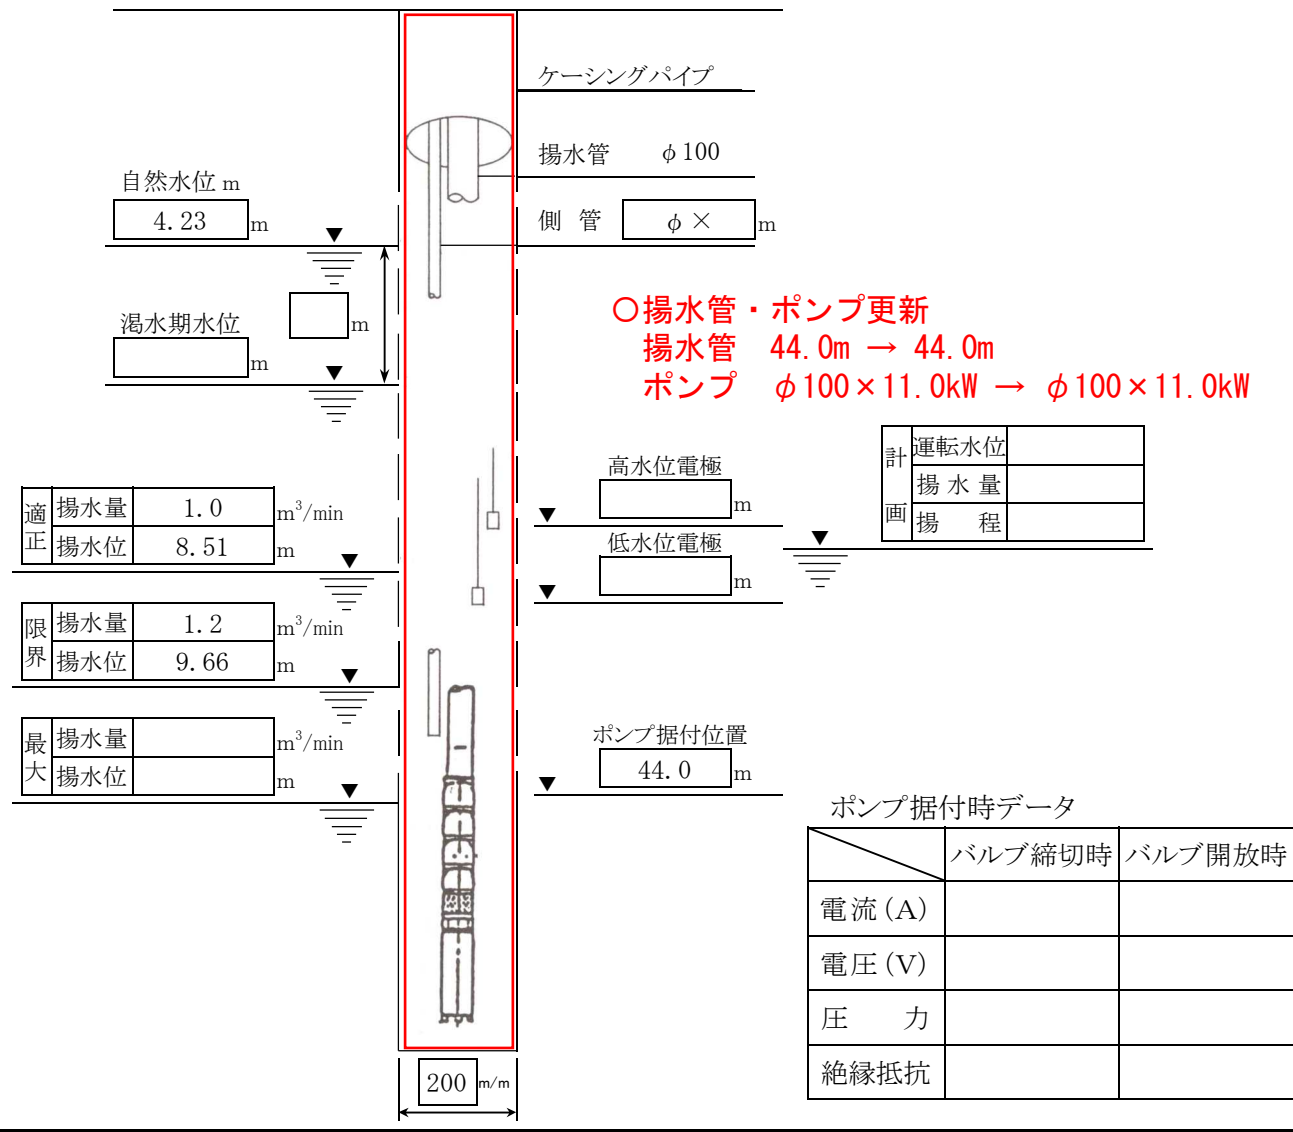 ケーシングパイプ
揚水管 φ100
自然水位 m
4.23 m
側 管 φ × m
渇水期水位
m
m
〇揚水管・ポンプ更新
揚水管 44.0m → 44.0m
ポンプ φ100×11.0kW → φ100×11.0kW
計画
運転水位
揚水量
揚 程
高水位電極
m
低水位電極
m
適正
揚水量 1.0 m³/min
揚水位 8.51 m
限界
揚水量 1.2 m³/min
揚水位 9.66 m
最大
揚水量 m³/min
揚水位 m
ポンプ据付位置
44.0 m
ポンプ据付時データ
バルブ締切時 バルブ開放時
電流(A)
電圧(V)
圧 力
絶縁抵抗
200 m/m